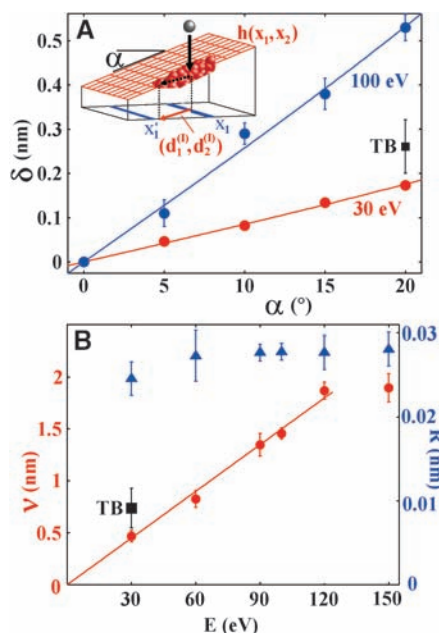 A
0.5
0.4
0.3
0.2
0.1
0
δ (nm)
α
h(x₁,x₂)
x₁'
x₁
(d₁⁽ᴵ⁾,d₂⁽ᴵ⁾)
100 eV
TB
30 eV
0 5 10 15 20
α (°)
B
2
1.5
1
0.5
0
ν (nm)
TB
0.03
0.02
0.01
0
R (nm)
30 60 90 120 150
E (eV)